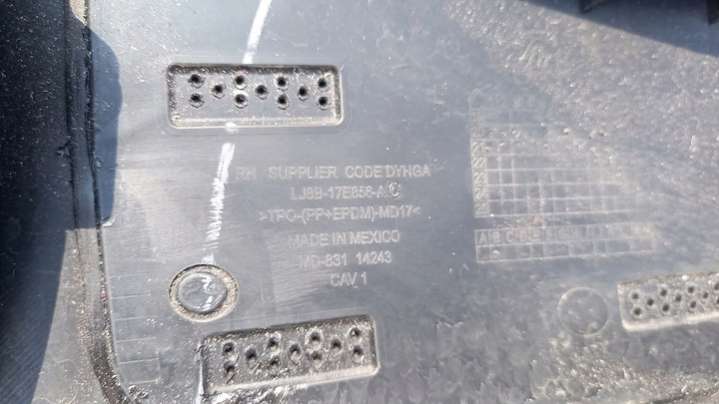 RH SUPPLIER CODE DYHGA
LJ8B-17E856-A
>TPO-(PP+EPDM)-MD17<
MADE IN MEXICO
MD-831 14243
CAV 1